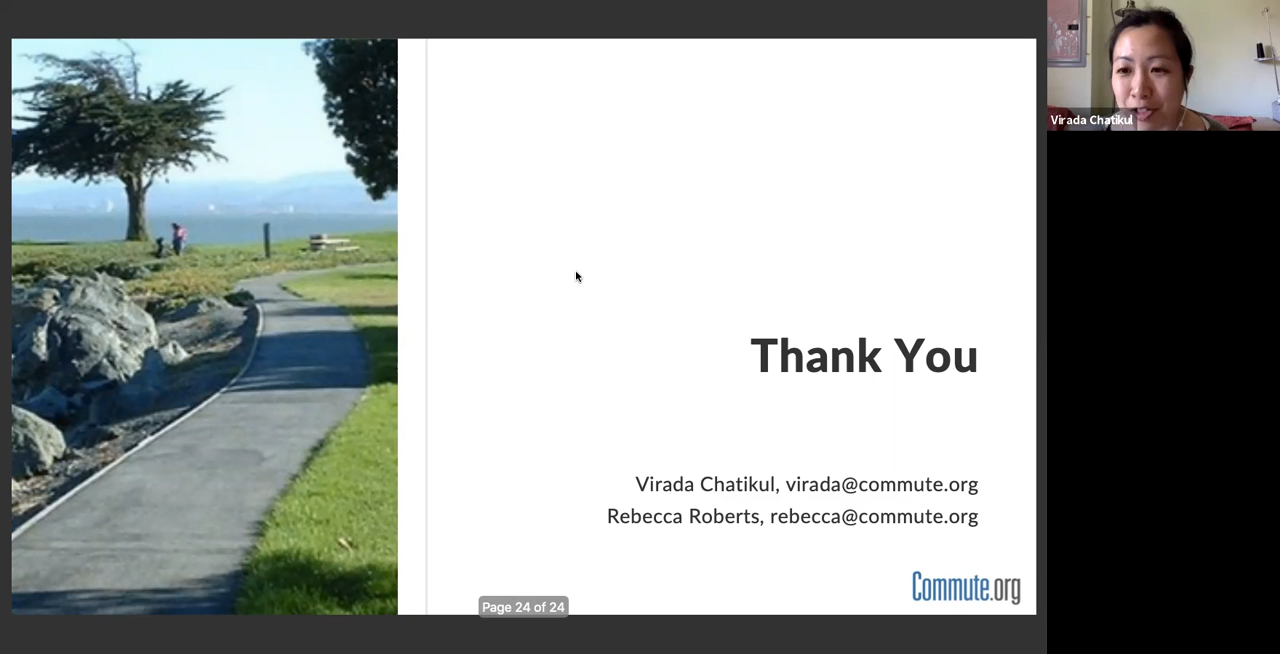 Virada Chatikul
Thank You
Virada Chatikul, virada@commute.org
Rebecca Roberts, rebecca@commute.org
Commute.org
Page 24 of 24